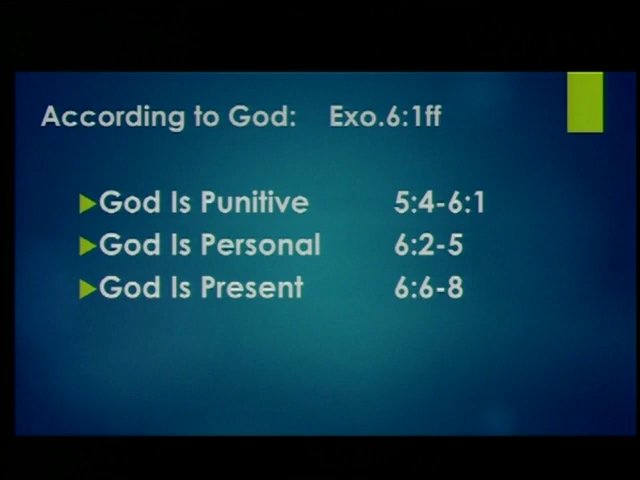 According to God: Exo.6:1ff
God Is Punitive 5:4-6:1
God Is Personal 6:2-5
God Is Present 6:6-8